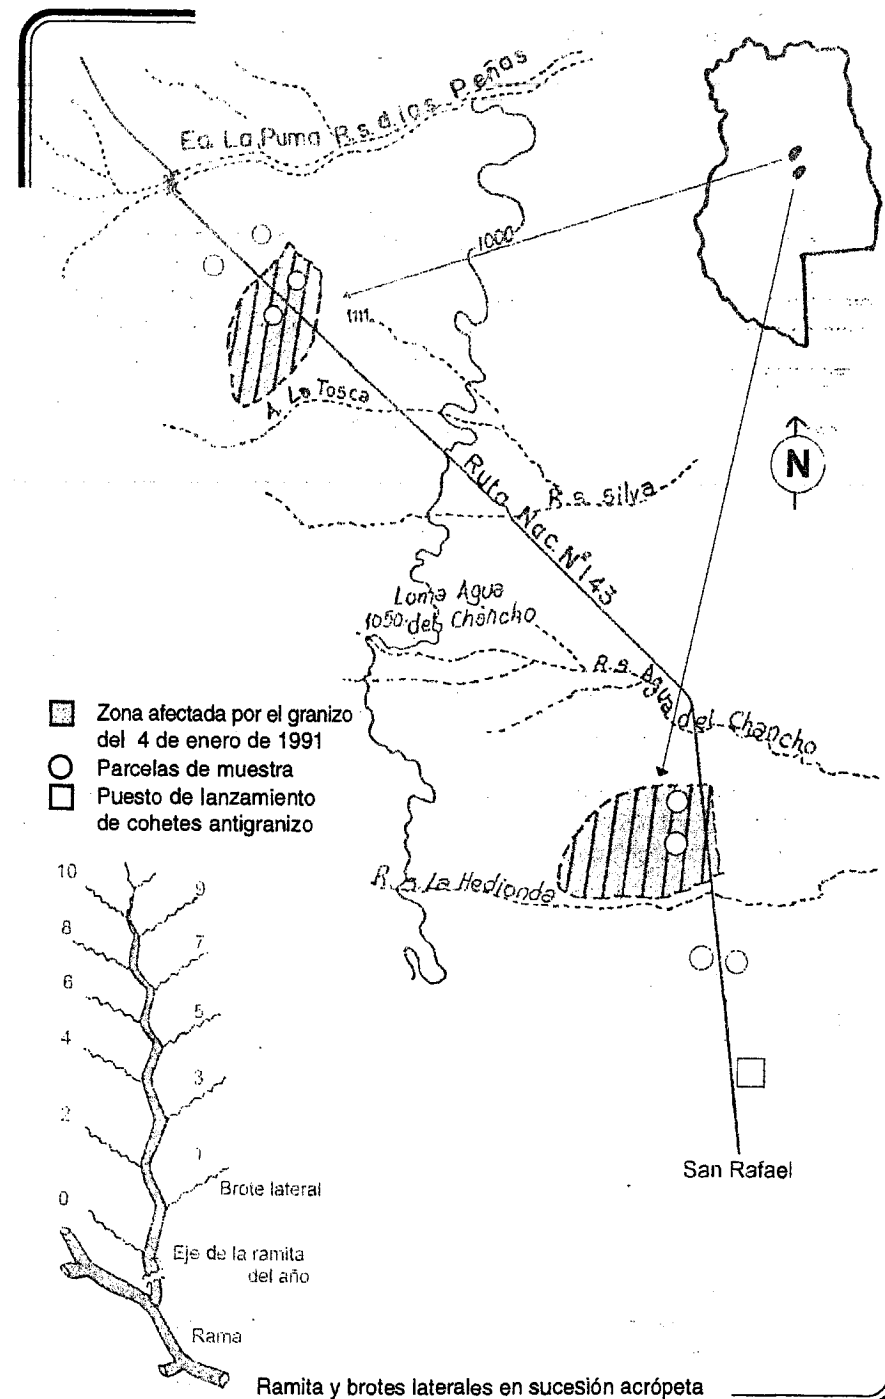 Ea. La Puma
R.s. d.los Peñas
1000
1111
A. La Tosca
N
Ruta Nac. Nº 143
R.s. Silva
Loma Agua
1050 del Chancho
R.s. Agua del Chancho
Zona afectada por el granizo
del 4 de enero de 1991
Parcelas de muestra
Puesto de lanzamiento
de cohetes antigranizo
R.s. La Hedionda
10
9
8
7
6
5
4
3
2
1
Brote lateral
0
Eje de la ramita
del año
Rama
San Rafael
Ramita y brotes laterales en sucesión acrópeta